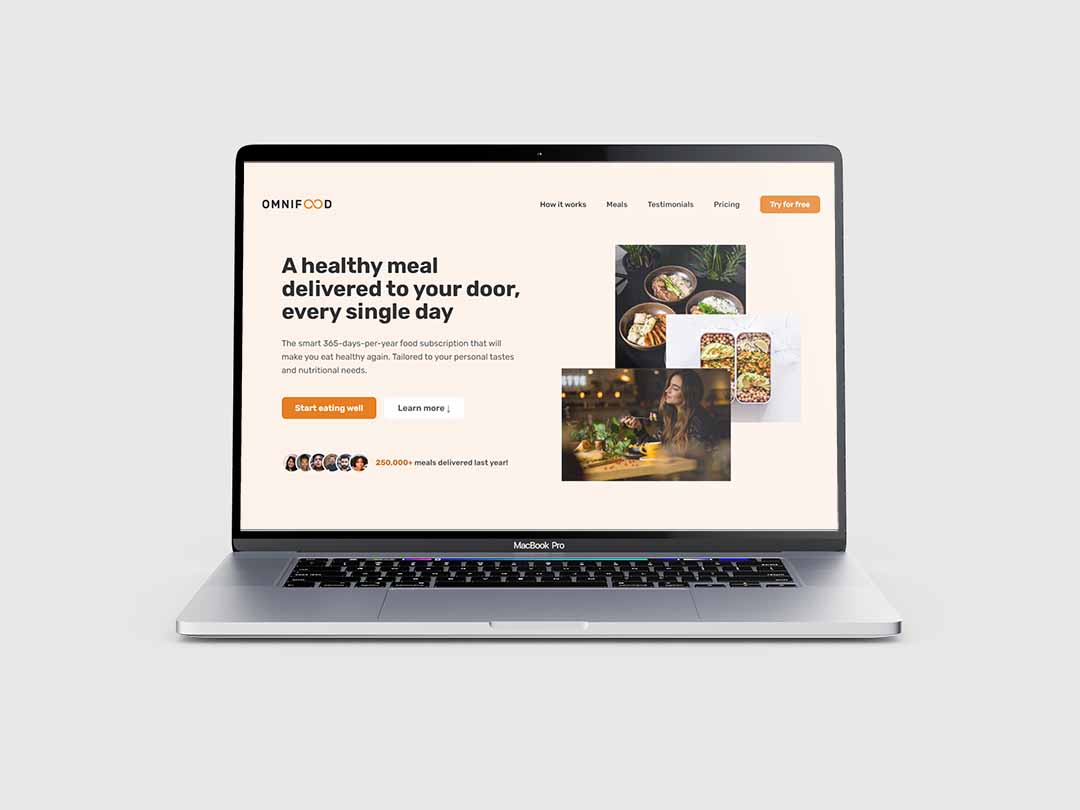 OMNIFOOD
How it works Meals Testimonials Pricing Try for free
A healthy meal
delivered to your door,
every single day
The smart 365-days-per-year food subscription that will
make you eat healthy again. Tailored to your personal tastes
and nutritional needs.
Start eating well Learn more ↓
250,000+ meals delivered last year!
MacBook Pro